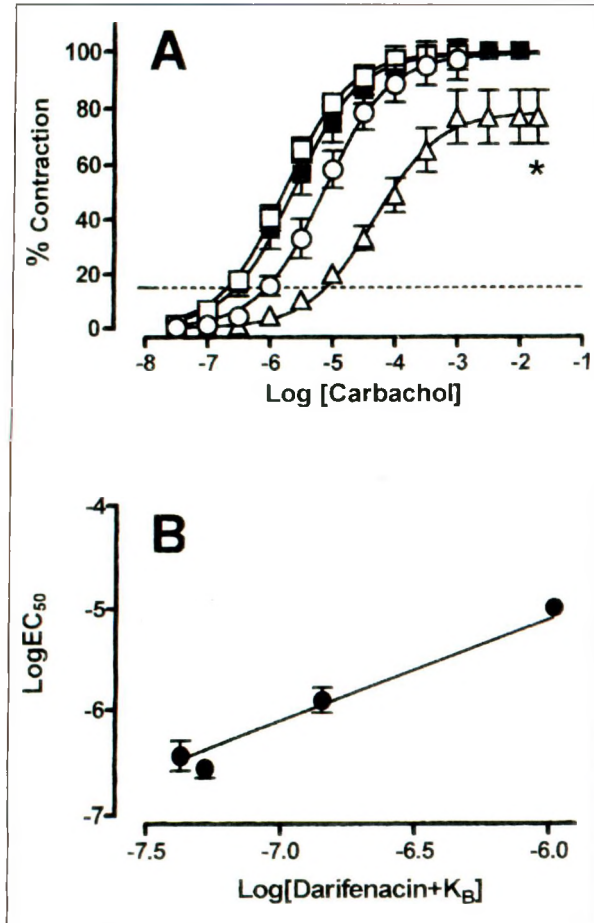 A
100
80
60
40
20
0
% Contraction
*
-8 -7 -6 -5 -4 -3 -2 -1
Log [Carbachol]
B
-4
-5
-6
-7
LogEC50
-7.5 -7.0 -6.5 -6.0
Log[Darifenacin+KB]